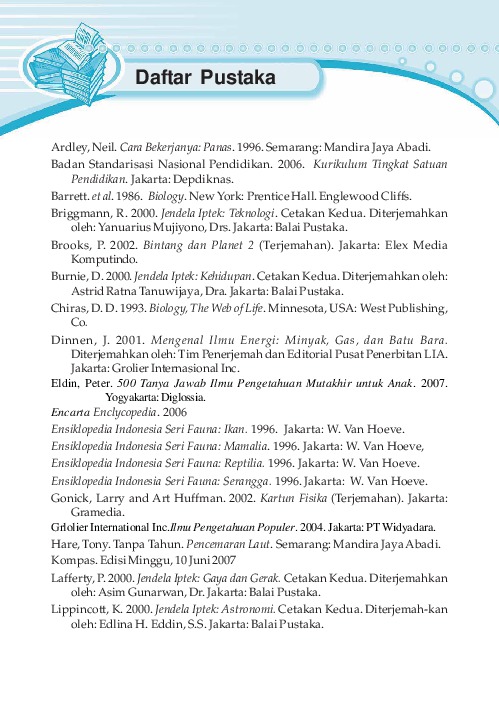 Daftar Pustaka
Ardley, Neil. Cara Bekerjanya: Panas. 1996. Semarang: Mandira Jaya Abadi.
Badan Standarisasi Nasional Pendidikan. 2006. Kurikulum Tingkat Satuan
Pendidikan. Jakarta: Depdiknas.
Barrett. et al. 1986. Biology. New York: Prentice Hall. Englewood Cliffs.
Briggmann, R. 2000. Jendela Iptek: Teknologi. Cetakan Kedua. Diterjemahkan
oleh: Yanuarius Mujiyono, Drs. Jakarta: Balai Pustaka.
Brooks, P. 2002. Bintang dan Planet 2 (Terjemahan). Jakarta: Elex Media
Komputindo.
Burnie, D. 2000. Jendela Iptek: Kehidupan. Cetakan Kedua. Diterjemahkan oleh:
Astrid Ratna Tanuwijaya, Dra. Jakarta: Balai Pustaka.
Chiras, D. D. 1993. Biology, The Web of Life. Minnesota, USA: West Publishing,
Co.
Dinnen, J. 2001. Mengenal Ilmu Energi: Minyak, Gas, dan Batu Bara.
Diterjemahkan oleh: Tim Penerjemah dan Editorial Pusat Penerbitan LIA.
Jakarta: Grolier Internasional Inc.
Eldin, Peter. 500 Tanya Jawab Ilmu Pengetahuan Mutakhir untuk Anak. 2007.
Yogyakarta: Diglossia.
Encarta Enclycopedia. 2006
Ensiklopedia Indonesia Seri Fauna: Ikan. 1996. Jakarta: W. Van Hoeve.
Ensiklopedia Indonesia Seri Fauna: Mamalia. 1996. Jakarta: W. Van Hoeve,
Ensiklopedia Indonesia Seri Fauna: Reptilia. 1996. Jakarta: W. Van Hoeve.
Ensiklopedia Indonesia Seri Fauna: Serangga. 1996. Jakarta: W. Van Hoeve.
Gonick, Larry and Art Huffman. 2002. Kartun Fisika (Terjemahan). Jakarta:
Gramedia.
Grlolier International Inc.Ilmu Pengetahuan Populer. 2004. Jakarta: PT Widyadara.
Hare, Tony. Tanpa Tahun. Pencemaran Laut. Semarang: Mandira Jaya Abadi.
Kompas. Edisi Minggu, 10 Juni 2007
Lafferty, P. 2000. Jendela Iptek: Gaya dan Gerak. Cetakan Kedua. Diterjemahkan
oleh: Asim Gunarwan, Dr. Jakarta: Balai Pustaka.
Lippincott, K. 2000. Jendela Iptek: Astronomi. Cetakan Kedua. Diterjemah-kan
oleh: Edlina H. Eddin, S.S. Jakarta: Balai Pustaka.